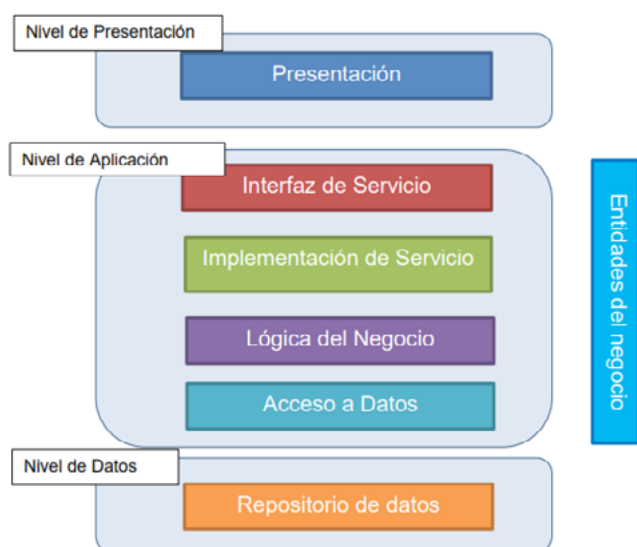 Nivel de Presentación
Presentación
Nivel de Aplicación
Interfaz de Servicio
Implementación de Servicio
Lógica del Negocio
Acceso a Datos
Entidades del negocio
Nivel de Datos
Repositorio de datos